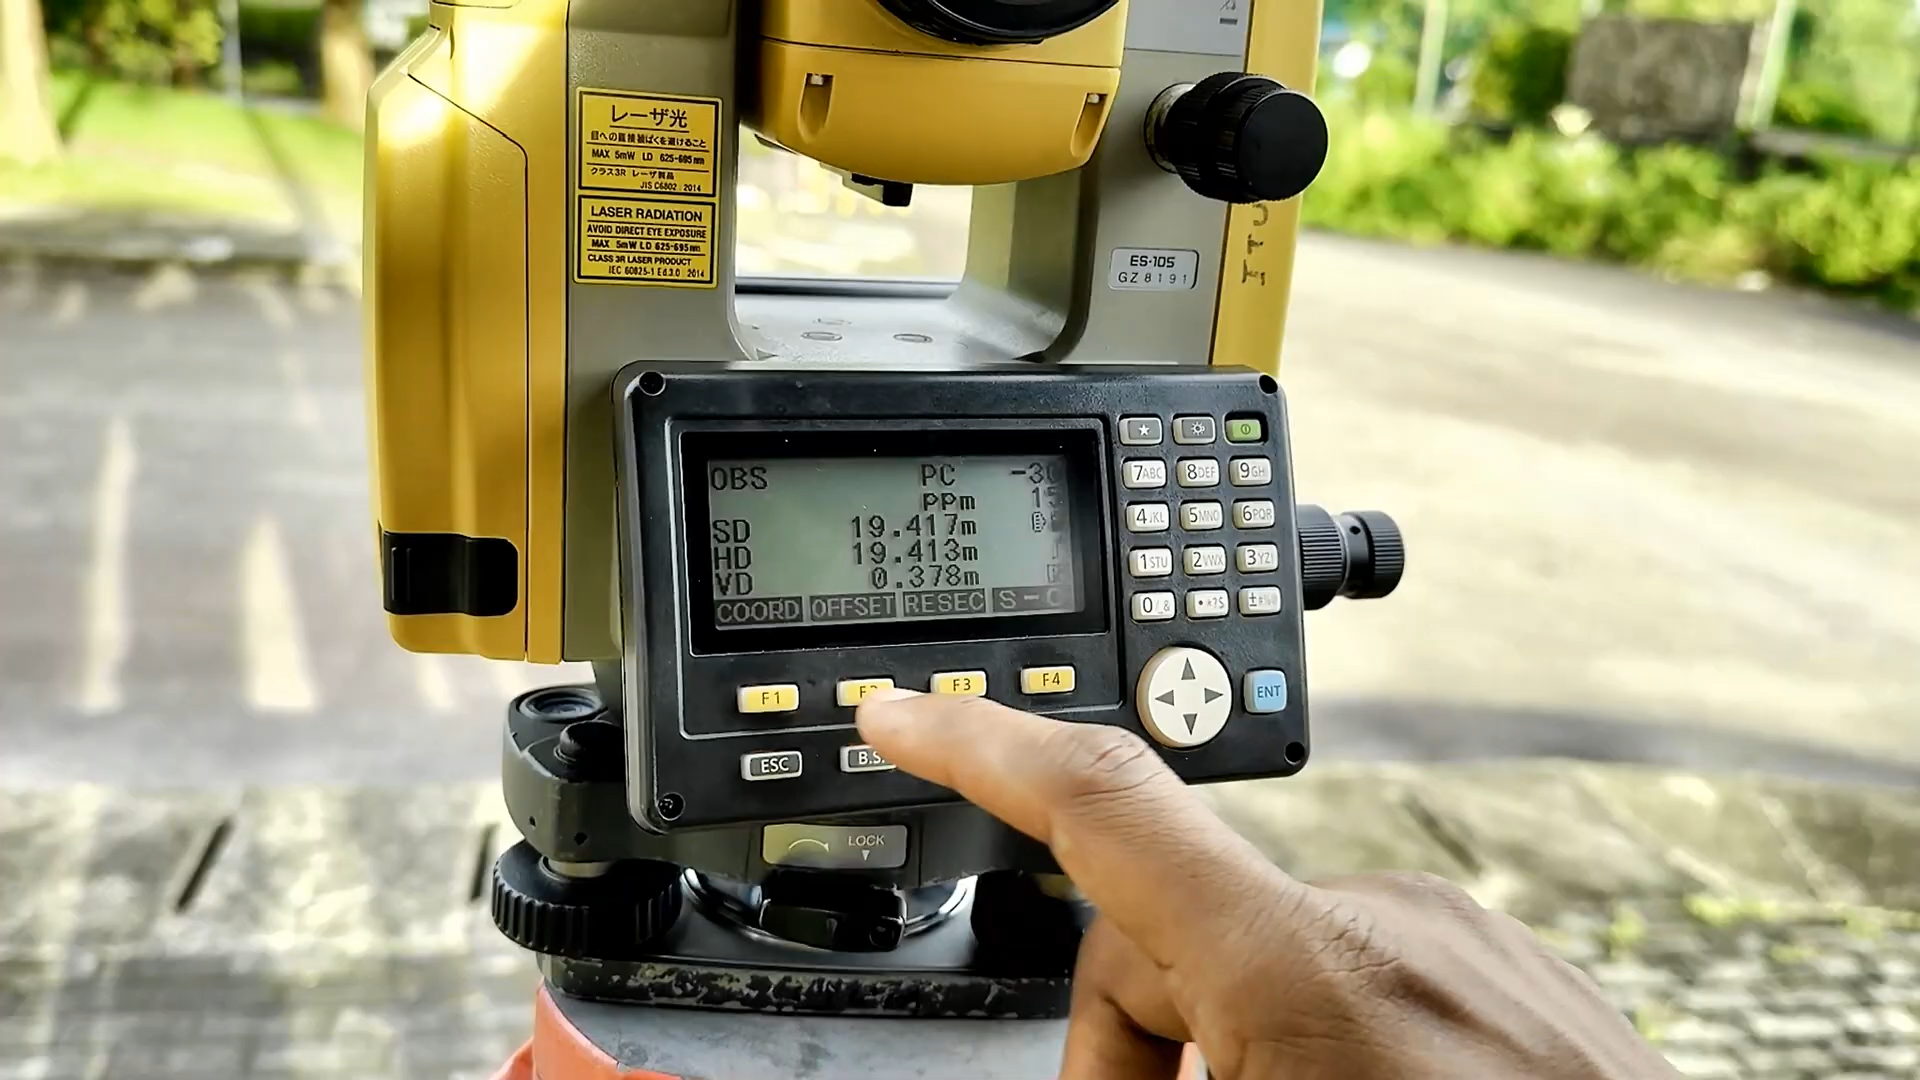 レーザ光
目への直接被ばくを避けること
MAX 5mW LD 625-695nm
クラス3R レーザ製品
JIS C6802 2014
LASER RADIATION
AVOID DIRECT EYE EXPOSURE
MAX 5mW LD 625-695nm
CLASS 3R LASER PRODUCT
IEC 60825-1 Ed.3.0 2014
ES-105
GZ8191
OBS PC -30
ppm 15
SD 19.417m
HD 19.413m
VD 0.378m
COORD OFFSET RESEC S-O
7ABC 8DEF 9GHI
4JKL 5MNO 6PQR
1STU 2VWX 3YZ
0/_& .*?S ±#%@
F1 F2 F3 F4
ENT
ESC B.S.
LOCK